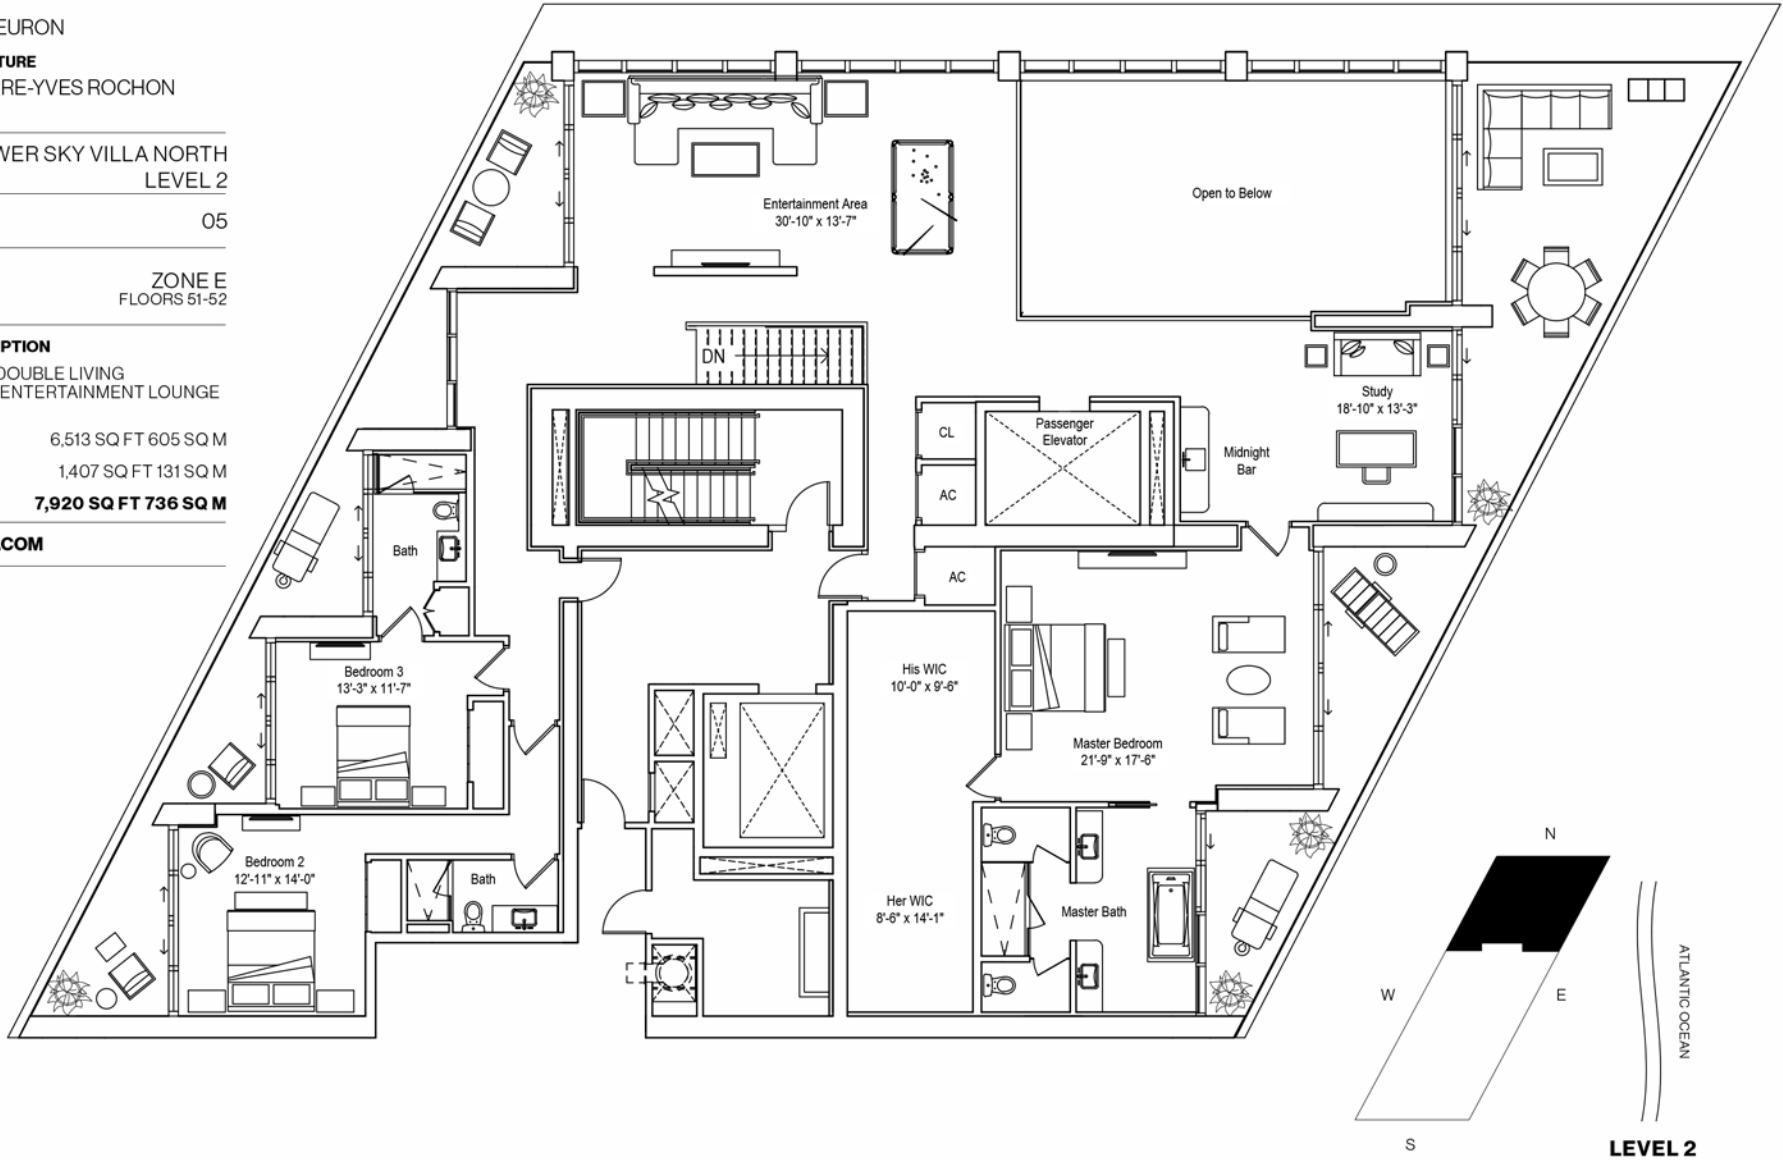 EURON
TURE
RE-YVES ROCHON
WER SKY VILLA NORTH
LEVEL 2
05
ZONE E
FLOORS 51-52
PTION
DOUBLE LIVING
ENTERTAINMENT LOUNGE
6,513 SQ FT 605 SQ M
1,407 SQ FT 131 SQ M
7,920 SQ FT 736 SQ M
.COM
Entertainment Area
30'-10" x 13'-7"
Open to Below
DN
Study
18'-10" x 13'-3"
CL
Passenger
Elevator
Midnight
Bar
AC
Bath
AC
Bedroom 3
13'-3" x 11'-7"
His WIC
10'-0" x 9'-6"
Master Bedroom
21'-9" x 17'-6"
Bedroom 2
12'-11" x 14'-0"
Bath
Her WIC
8'-6" x 14'-1"
Master Bath
N
W
E
S
ATLANTIC OCEAN
LEVEL 2